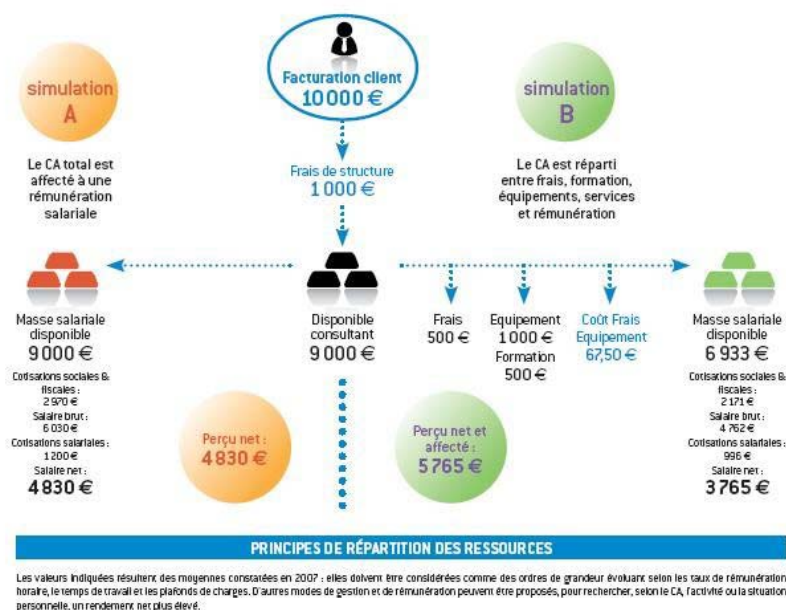 simulation
A
Le CA total est
affecté à une
rémunération
salariale
Facturation client
10 000 €
Frais de structure
1 000 €
simulation
B
Le CA est réparti
entre frais, formation,
équipements, services
et rémunération
Masse salariale
disponible
9 000 €
Cotisations sociales &
fiscales :
2 970 €
Salaire brut :
6 030 €
Cotisations salariales :
1 200 €
Salaire net :
4 830 €
Perçu net :
4 830 €
Disponible
consultant
9 000 €
Frais
500 €
Equipement
1 000 €
Formation
500 €
Coût Frais
Equipement
67,50 €
Perçu net et
affecté :
5 765 €
Masse salariale
disponible
6 933 €
Cotisations sociales &
fiscales :
2 171 €
Salaire brut :
4 762 €
Cotisations salariales :
996 €
Salaire net :
3 765 €
PRINCIPES DE RÉPARTITION DES RESSOURCES
Les valeurs indiquées résultent des moyennes constatées en 2007 : elles doivent être considérées comme des ordres de grandeur évoluant selon les taux de rémunération
horaire, le temps de travail et les plafonds de charges. D'autres modes de gestion et de rémunération peuvent être proposés, pour rechercher, selon le CA, l'activité ou la situation
personnelle, un rendement net plus élevé.